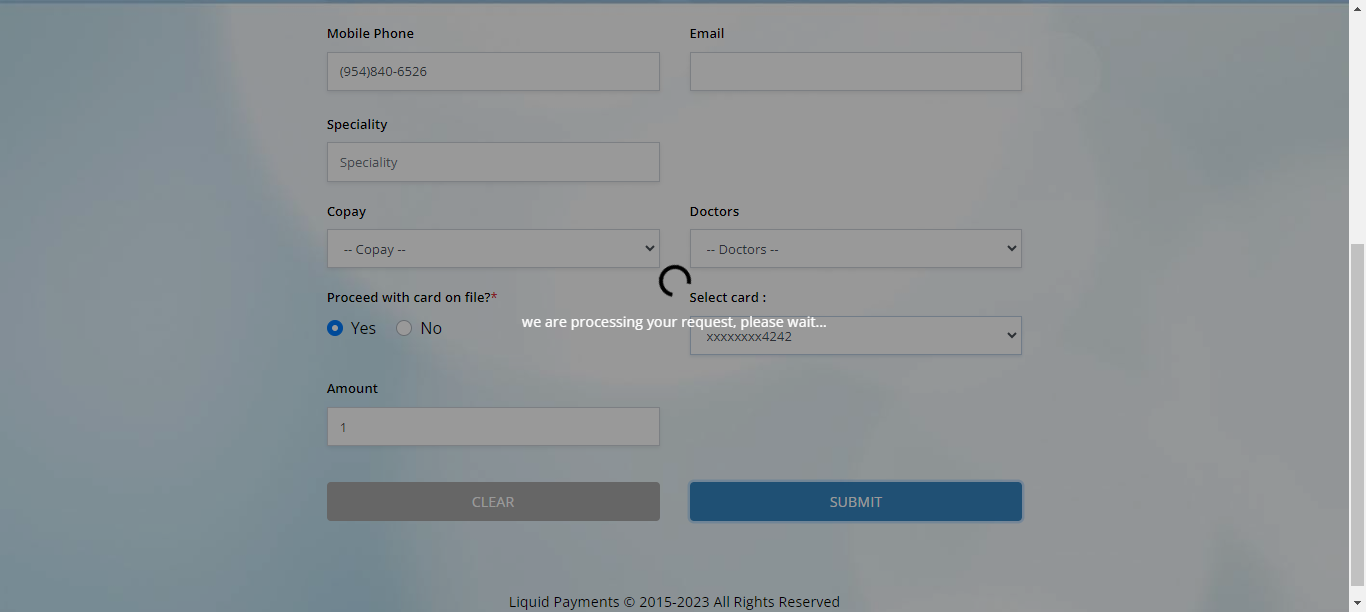 Mobile Phone
Email
(954)840-6526
Speciality
Speciality
Copay
Doctors
-- Copay --
-- Doctors --
Proceed with card on file?*
Select card :
Yes
No
we are processing your request, please wait...
xxxxxxxx4242
Amount
1
CLEAR
SUBMIT
Liquid Payments © 2015-2023 All Rights Reserved